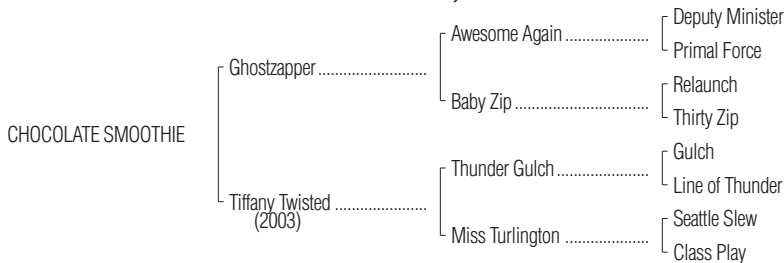 Deputy Minister
Awesome Again ..................
Primal Force
Ghostzapper ........................
Relaunch
Baby Zip .............................
Thirty Zip
CHOCOLATE SMOOTHIE
Gulch
Thunder Gulch ....................
Line of Thunder
Tiffany Twisted ....................
(2003)
Seattle Slew
Miss Turlington ..................
Class Play